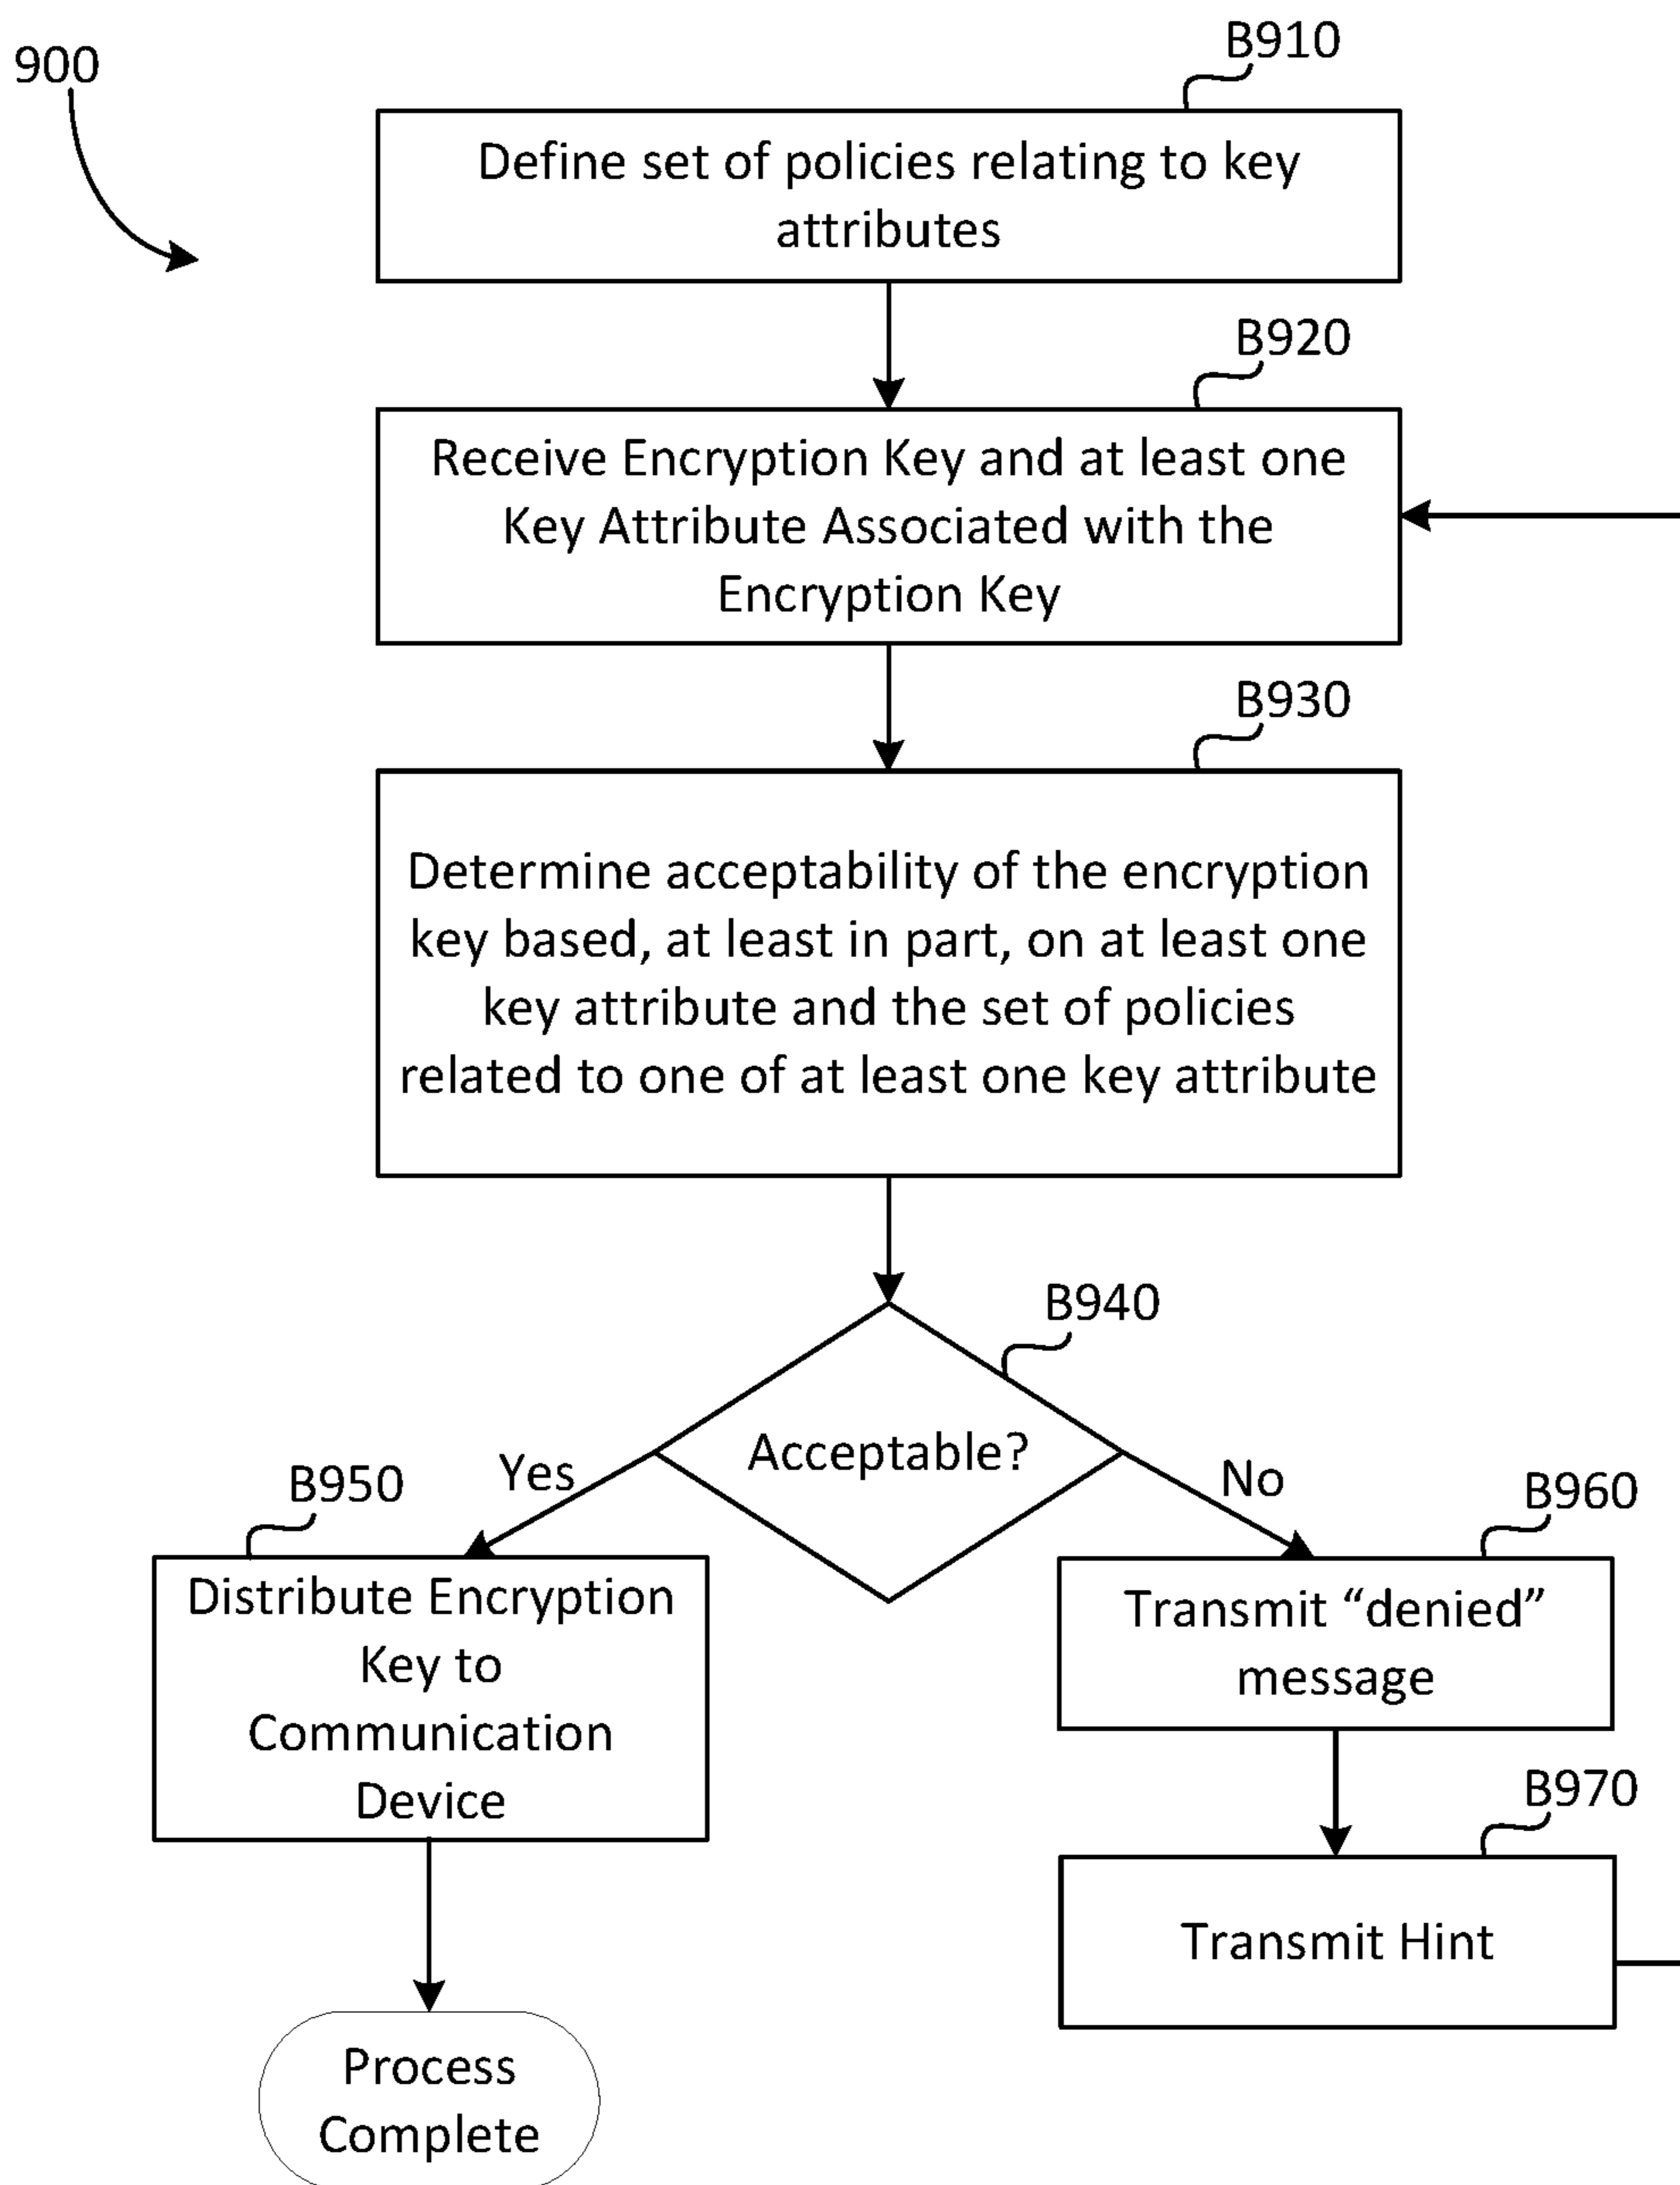 900
B910
Define set of policies relating to key
attributes
B920
Receive Encryption Key and at least one
Key Attribute Associated with the
Encryption Key
B930
Determine acceptability of the encryption
key based, at least in part, on at least one
key attribute and the set of policies
related to one of at least one key attribute
B940
Acceptable?
Yes
No
B950
Distribute Encryption
Key to
Communication
Device
B960
Transmit “denied”
message
B970
Transmit Hint
Process
Complete